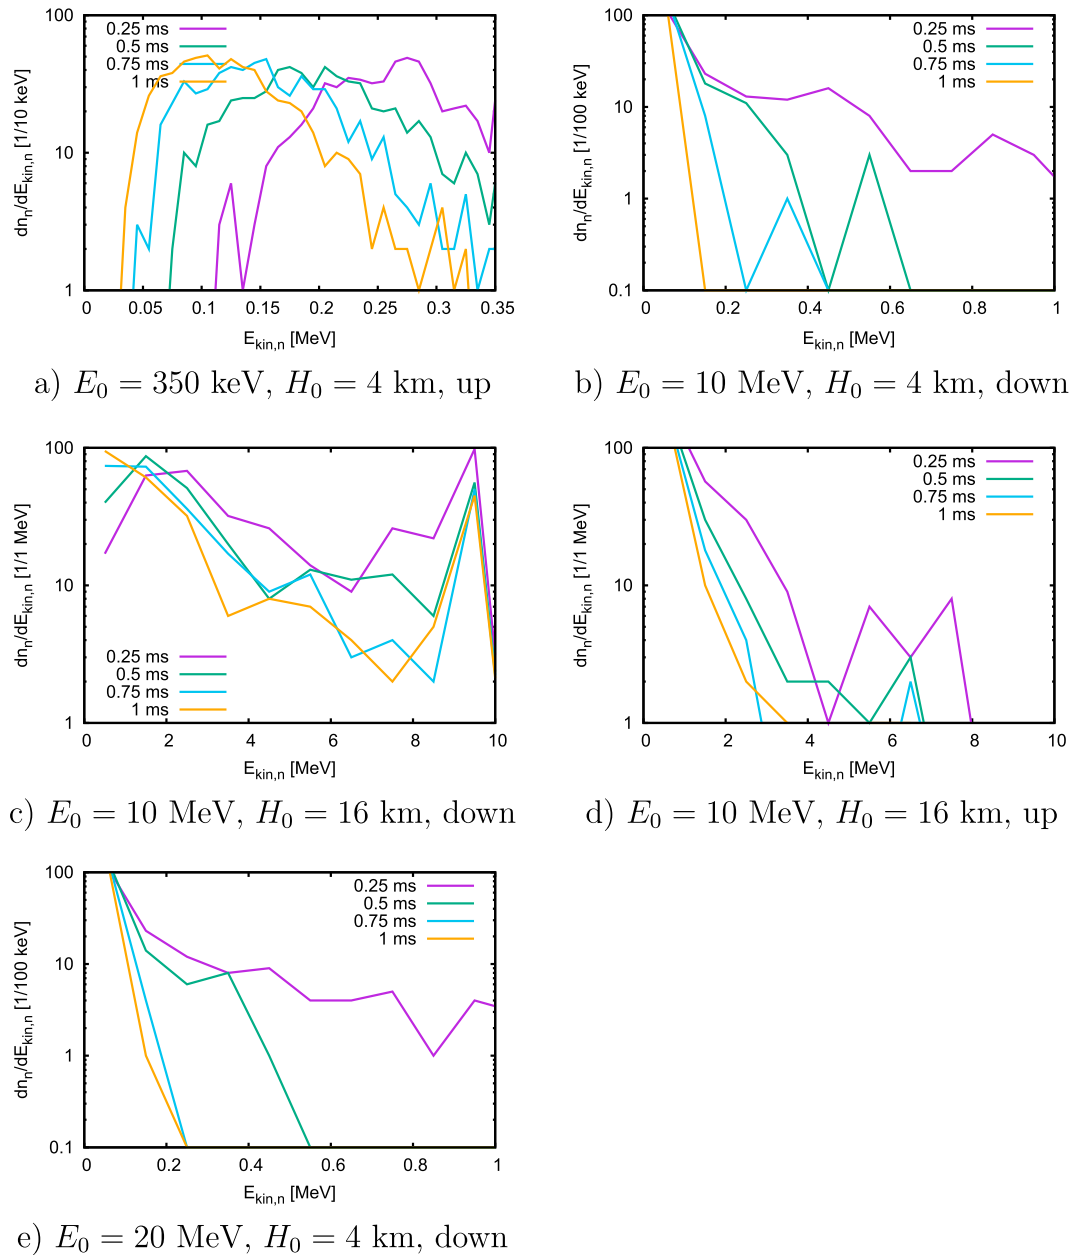 100
10
1
dn_n/dE_kin,n [1/10 keV]
0.25 ms
0.5 ms
0.75 ms
1 ms
0 0.05 0.1 0.15 0.2 0.25 0.3 0.35
E_kin,n [MeV]
a) E_0 = 350 keV, H_0 = 4 km, up
100
10
1
0.1
dn_n/dE_kin,n [1/100 keV]
0.25 ms
0.5 ms
0.75 ms
1 ms
0 0.2 0.4 0.6 0.8 1
E_kin,n [MeV]
b) E_0 = 10 MeV, H_0 = 4 km, down
100
10
1
dn_n/dE_kin,n [1/1 MeV]
0.25 ms
0.5 ms
0.75 ms
1 ms
0 2 4 6 8 10
E_kin,n [MeV]
c) E_0 = 10 MeV, H_0 = 16 km, down
100
10
1
dn_n/dE_kin,n [1/1 MeV]
0.25 ms
0.5 ms
0.75 ms
1 ms
0 2 4 6 8 10
E_kin,n [MeV]
d) E_0 = 10 MeV, H_0 = 16 km, up
100
10
1
0.1
dn_n/dE_kin,n [1/100 keV]
0.25 ms
0.5 ms
0.75 ms
1 ms
0 0.2 0.4 0.6 0.8 1
E_kin,n [MeV]
e) E_0 = 20 MeV, H_0 = 4 km, down